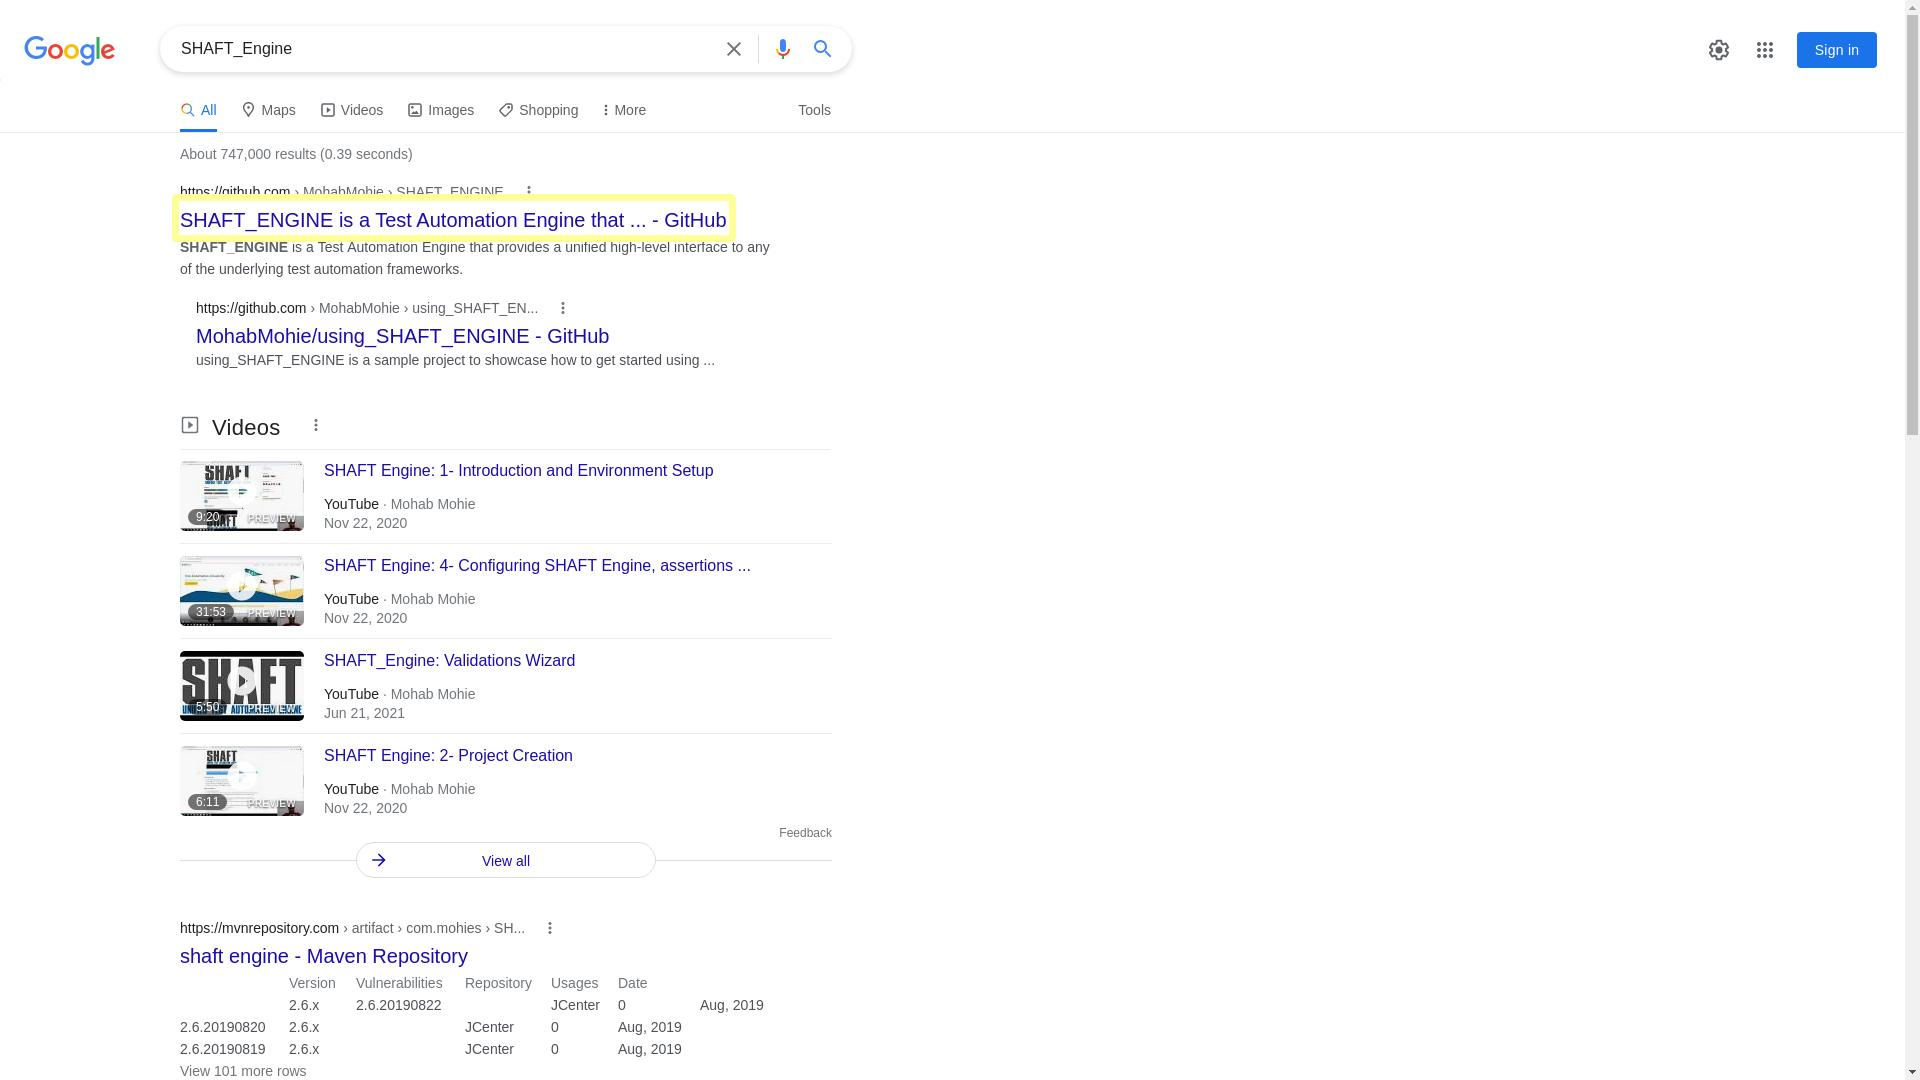 Google
SHAFT_Engine
Sign in
All
Maps
Videos
Images
Shopping
More
Tools
About 747,000 results (0.39 seconds)
https://github.com › MohabMohie › SHAFT_ENGINE
SHAFT_ENGINE is a Test Automation Engine that ... - GitHub
SHAFT_ENGINE is a Test Automation Engine that provides a unified high-level interface to any
of the underlying test automation frameworks.
https://github.com › MohabMohie › using_SHAFT_EN...
MohabMohie/using_SHAFT_ENGINE - GitHub
using_SHAFT_ENGINE is a sample project to showcase how to get started using ...
Videos
SHAFT
9:20
PREVIEW
SHAFT Engine: 1- Introduction and Environment Setup
YouTube · Mohab Mohie
Nov 22, 2020
31:53
PREVIEW
SHAFT Engine: 4- Configuring SHAFT Engine, assertions ...
YouTube · Mohab Mohie
Nov 22, 2020
SHAFT
5:50
PREVIEW
SHAFT_Engine: Validations Wizard
YouTube · Mohab Mohie
Jun 21, 2021
SHAFT
6:11
PREVIEW
SHAFT Engine: 2- Project Creation
YouTube · Mohab Mohie
Nov 22, 2020
Feedback
View all
https://mvnrepository.com › artifact › com.mohies › SH...
shaft engine - Maven Repository
Version Vulnerabilities Repository Usages Date
2.6.x 2.6.20190822 JCenter 0 Aug, 2019
2.6.20190820 2.6.x JCenter 0 Aug, 2019
2.6.20190819 2.6.x JCenter 0 Aug, 2019
View 101 more rows